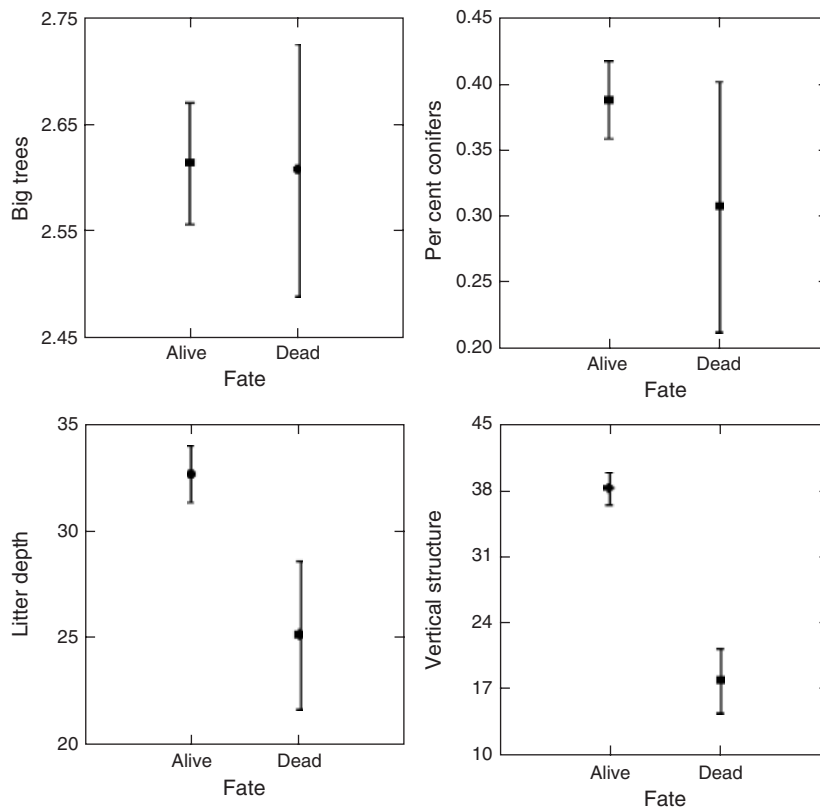 Big trees
2.75
2.65
2.55
2.45
Alive Dead
Fate
Per cent conifers
0.45
0.40
0.35
0.30
0.25
0.20
Alive Dead
Fate
Litter depth
35
30
25
20
Alive Dead
Fate
Vertical structure
45
38
31
24
17
10
Alive Dead
Fate